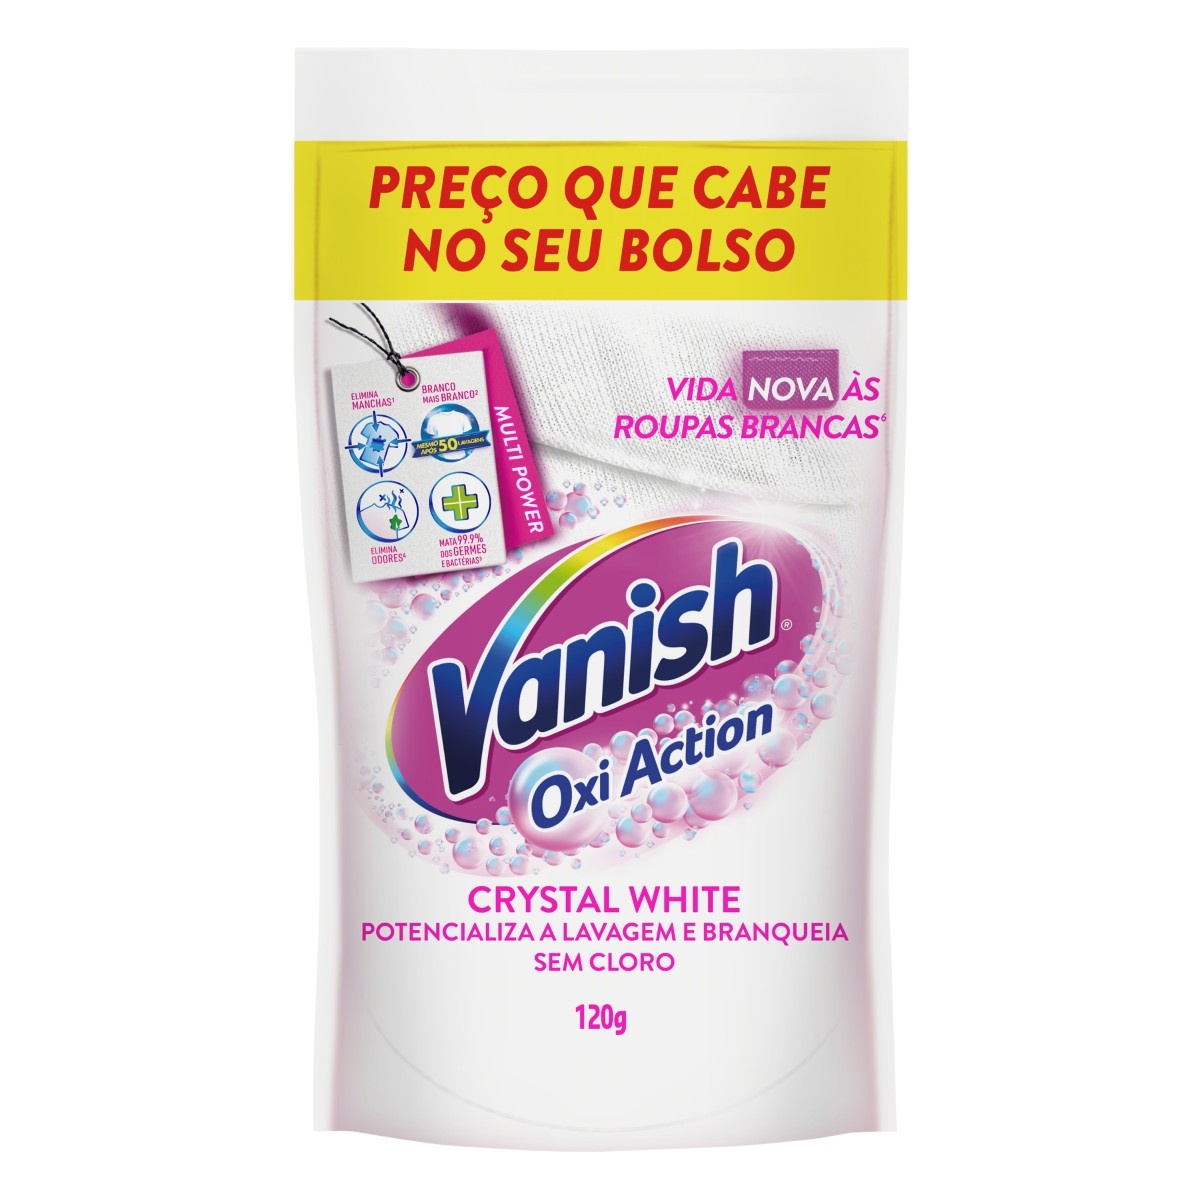 PREÇO QUE CABE
NO SEU BOLSO
ELIMINA
MANCHAS¹
BRANCO
MAIS BRANCO²
MESMO
APÓS 50 LAVAGENS
MULTI POWER
ELIMINA
ODORES⁴
MATA 99.9%
DOS GERMES
E BACTÉRIAS³
VIDA NOVA ÀS
ROUPAS BRANCAS⁶
Vanish®
Oxi Action
CRYSTAL WHITE
POTENCIALIZA A LAVAGEM E BRANQUEIA
SEM CLORO
120g